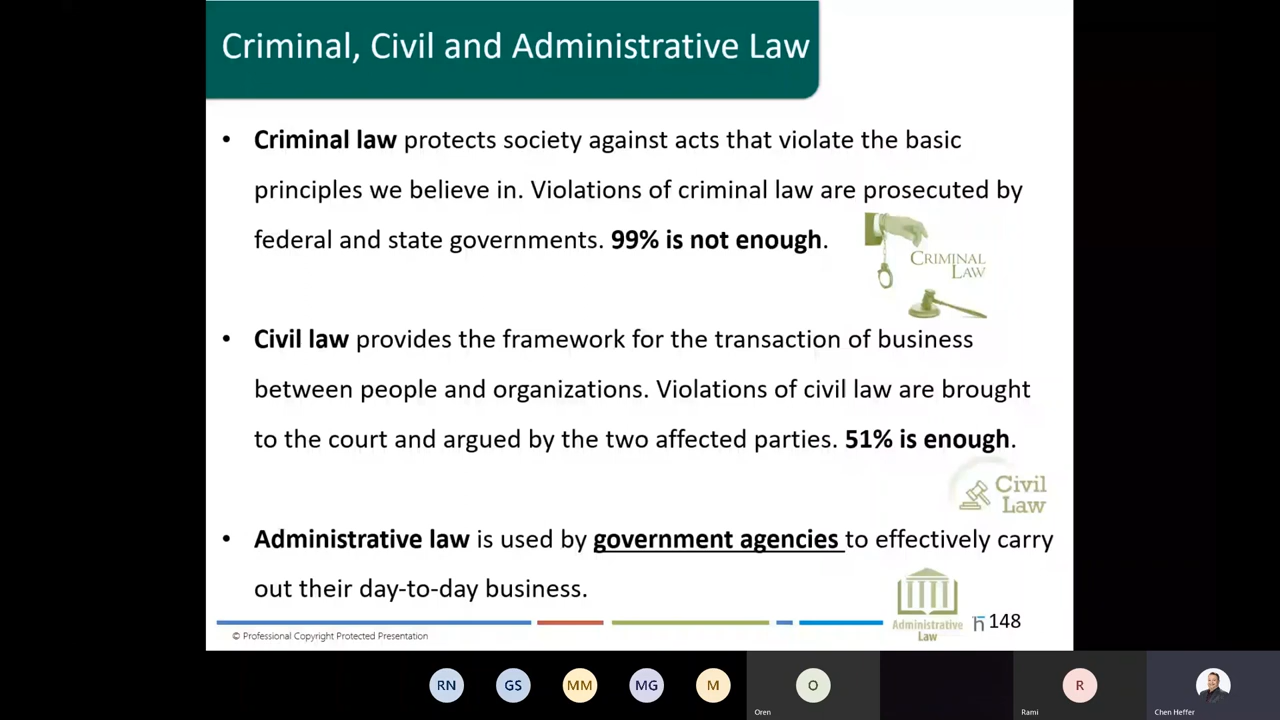 Criminal, Civil and Administrative Law
• Criminal law protects society against acts that violate the basic
principles we believe in. Violations of criminal law are prosecuted by
federal and state governments. 99% is not enough.
CRIMINAL
LAW
• Civil law provides the framework for the transaction of business
between people and organizations. Violations of civil law are brought
to the court and argued by the two affected parties. 51% is enough.
Civil
Law
• Administrative law is used by government agencies to effectively carry
out their day-to-day business.
Administrative
Law
148
© Professional Copyright Protected Presentation
RN
GS
MM
MG
M
O
R
Oren
Rami
Chen Heffer